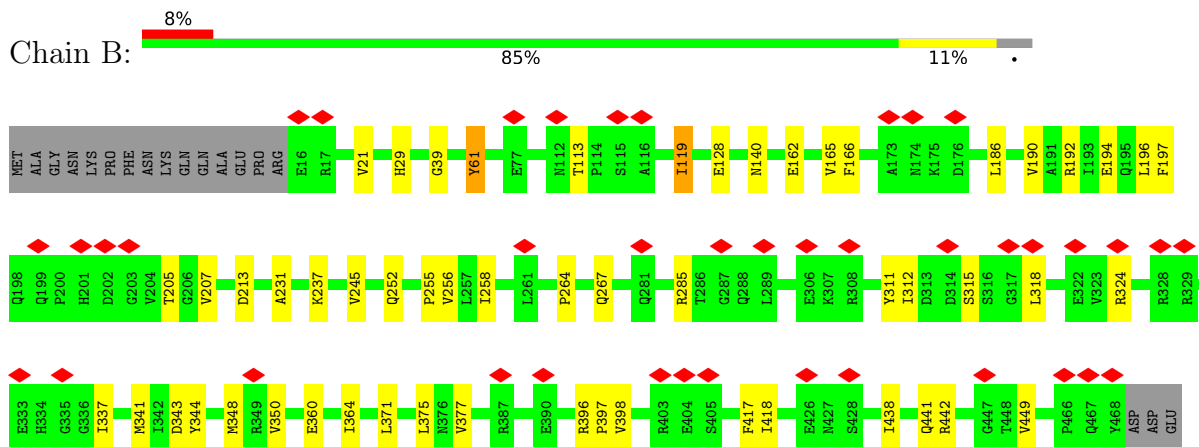 8%
Chain B:
85% 11% •
MET ALA GLY ASN LYS PRO PHE ASN LYS GLN GLN ALA GLU PRO ARG E16 R17 V21 H29 G39 Y61 E77 N112 T113 P114 S115 A116 I119 E128 N140 E162 V165 F166 A173 N174 K175 D176 L186 V190 A191 R192 I193 E194 Q195 L196 F197
Q198 Q199 P200 H201 D202 G203 V204 T205 G206 V207 D213 A231 K237 V245 Q252 P255 V256 L257 I258 L261 P264 Q267 Q281 R285 T286 G287 Q288 L289 E306 K307 R308 Y311 I312 D313 D314 S315 S316 G317 L318 E322 V323 R324 R328 R329
E333 H334 G335 G336 I337 M341 I342 D343 Y344 M348 R349 V350 E360 I364 L371 L375 N376 V377 R387 E390 R396 P397 V398 R403 E404 S405 F417 I418 E426 N427 S428 I438 Q441 R442 G447 T448 V449 P466 Q467 Y468 ASP ASP GLU